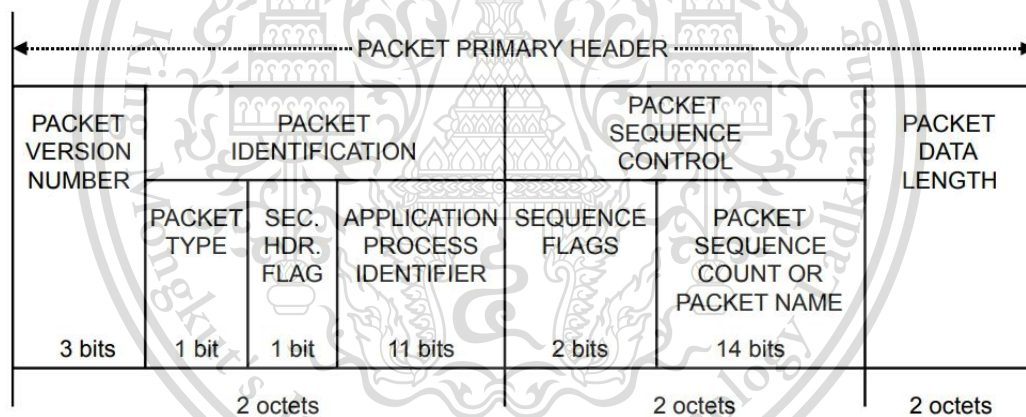 PACKET PRIMARY HEADER
PACKET
VERSION
NUMBER
3 bits
PACKET
IDENTIFICATION
PACKET
TYPE
1 bit
SEC.
HDR.
FLAG
1 bit
APPLICATION
PROCESS
IDENTIFIER
11 bits
PACKET
SEQUENCE
CONTROL
SEQUENCE
FLAGS
2 bits
PACKET
SEQUENCE
COUNT OR
PACKET NAME
14 bits
PACKET
DATA
LENGTH
2 octets
2 octets
2 octets